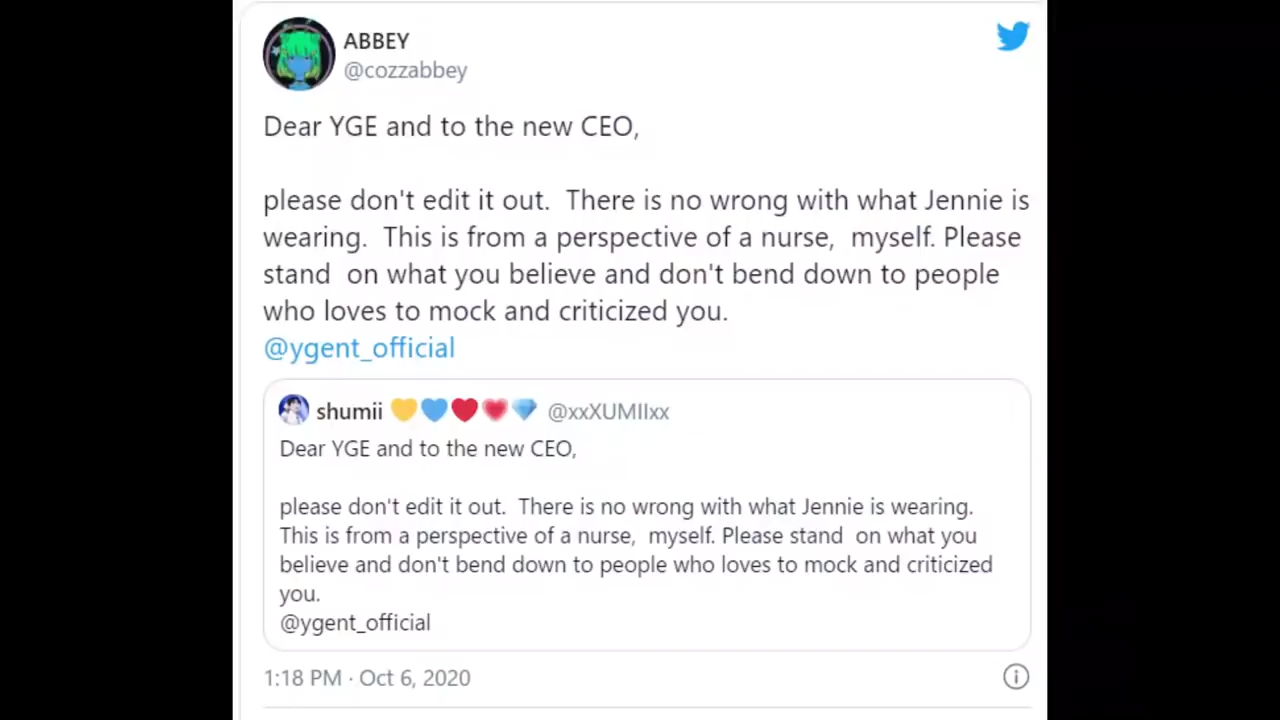 ABBEY
@cozzabbey
Dear YGE and to the new CEO,
please don't edit it out.  There is no wrong with what Jennie is
wearing.  This is from a perspective of a nurse,  myself. Please
stand  on what you believe and don't bend down to people
who loves to mock and criticized you.
@ygent_official
shumii 💛💙❤️💗💎 @xxXUMIIxx
Dear YGE and to the new CEO,
please don't edit it out.  There is no wrong with what Jennie is wearing.
This is from a perspective of a nurse,  myself. Please stand  on what you
believe and don't bend down to people who loves to mock and criticized
you.
@ygent_official
1:18 PM · Oct 6, 2020